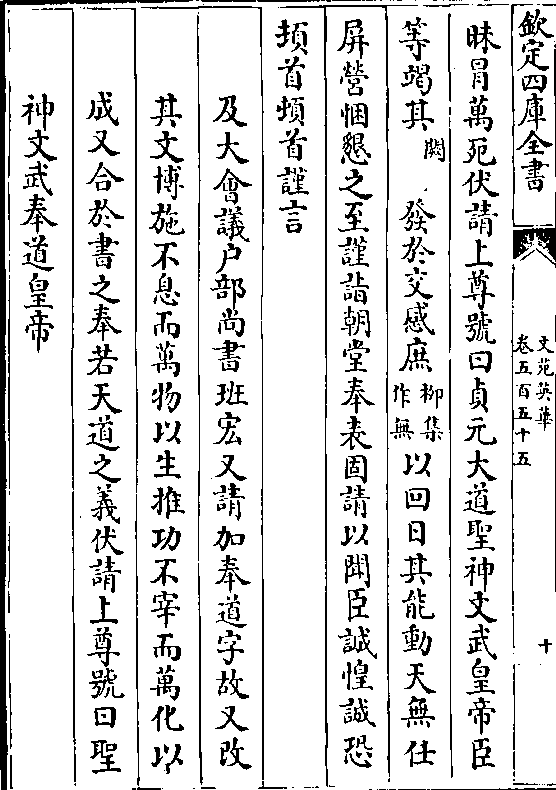 欽定四庫全書
文苑英華
卷五百五十五
十
昧冐萬死伏請上尊號曰貞元大道聖神文武皇帝臣
等竭其闕發於交感庶柳集作無以回日其能動天無任
屏營悃懇之至謹詣朝堂奉表固請以聞臣誠惶誠恐
頓首頓首謹言
及大會議户部尚書班宏又請加奉道字故又改
其文博施不息而萬物以生推功不宰而萬化以
成又合於書之奉若天道之義伏請上尊號曰聖
神文武奉道皇帝